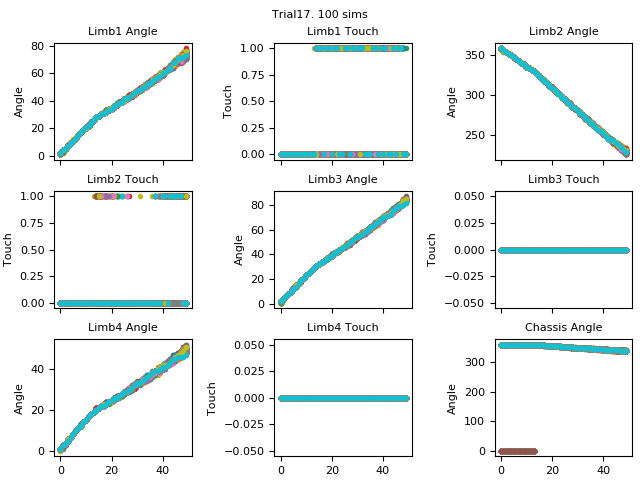 Trial17. 100 sims
Limb1 Angle
Limb1 Touch
Limb2 Angle
80
60
40
20
0
Angle
1.00
0.75
0.50
0.25
0.00
Touch
350
300
250
Angle
Limb2 Touch
Limb3 Angle
Limb3 Touch
1.00
0.75
0.50
0.25
0.00
Touch
80
60
40
20
0
Angle
0.050
0.025
0.000
−0.025
−0.050
Touch
Limb4 Angle
Limb4 Touch
Chassis Angle
40
20
0
Angle
0.050
0.025
0.000
−0.025
−0.050
Touch
300
200
100
0
Angle
0 20 40
0 20 40
0 20 40